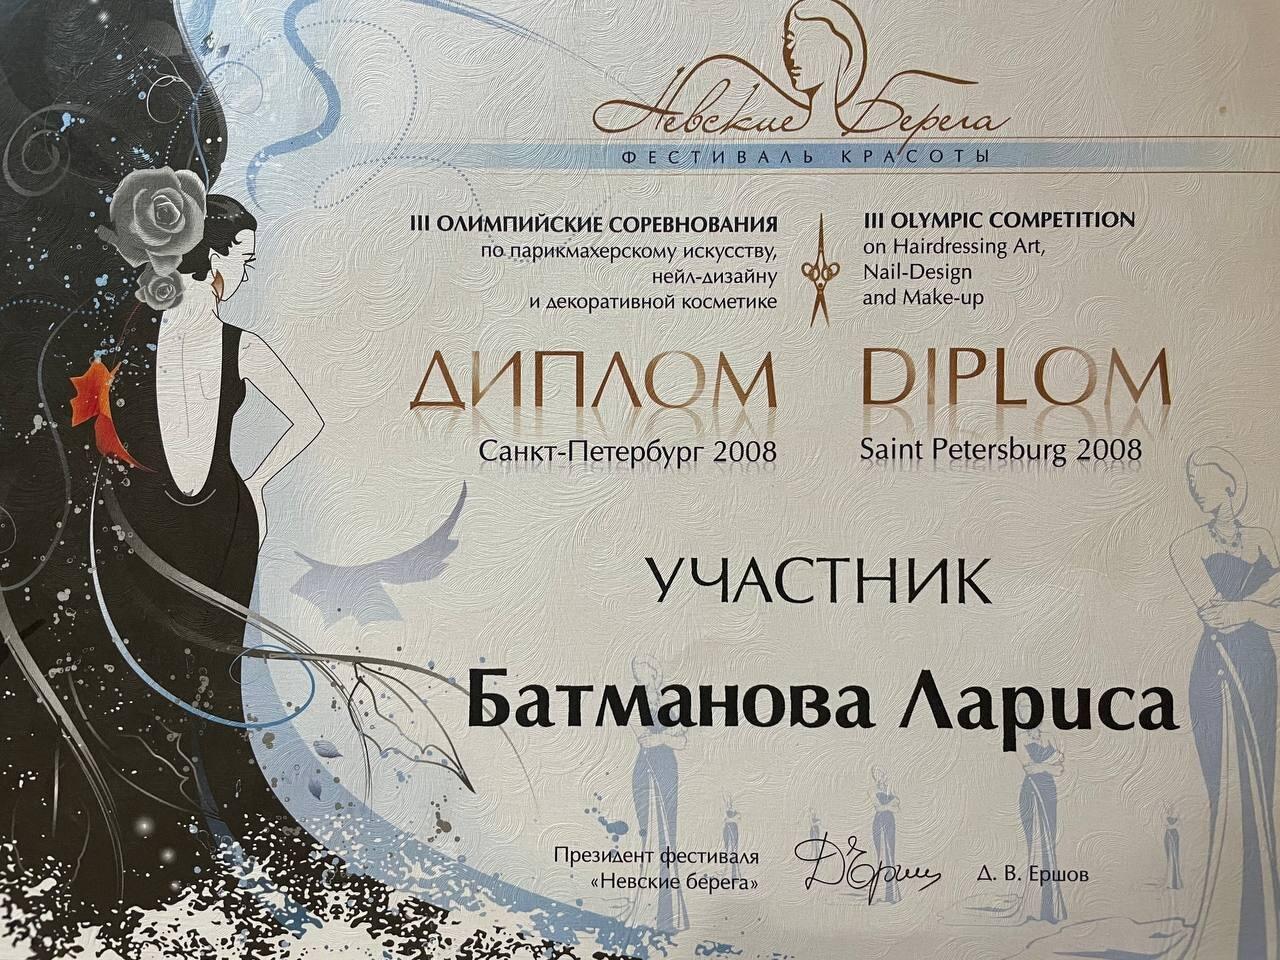 Невские Берега
ФЕСТИВАЛЬ КРАСОТЫ
III ОЛИМПИЙСКИЕ СОРЕВНОВАНИЯ
по парикмахерскому искусству,
нейл-дизайну
и декоративной косметике
III OLYMPIC COMPETITION
on Hairdressing Art,
Nail-Design
and Make-up
ДИПЛОМ
Санкт-Петербург 2008
DIPLOM
Saint Petersburg 2008
УЧАСТНИК
Батманова Лариса
Президент фестиваля
«Невские берега»
Д. В. Ершов